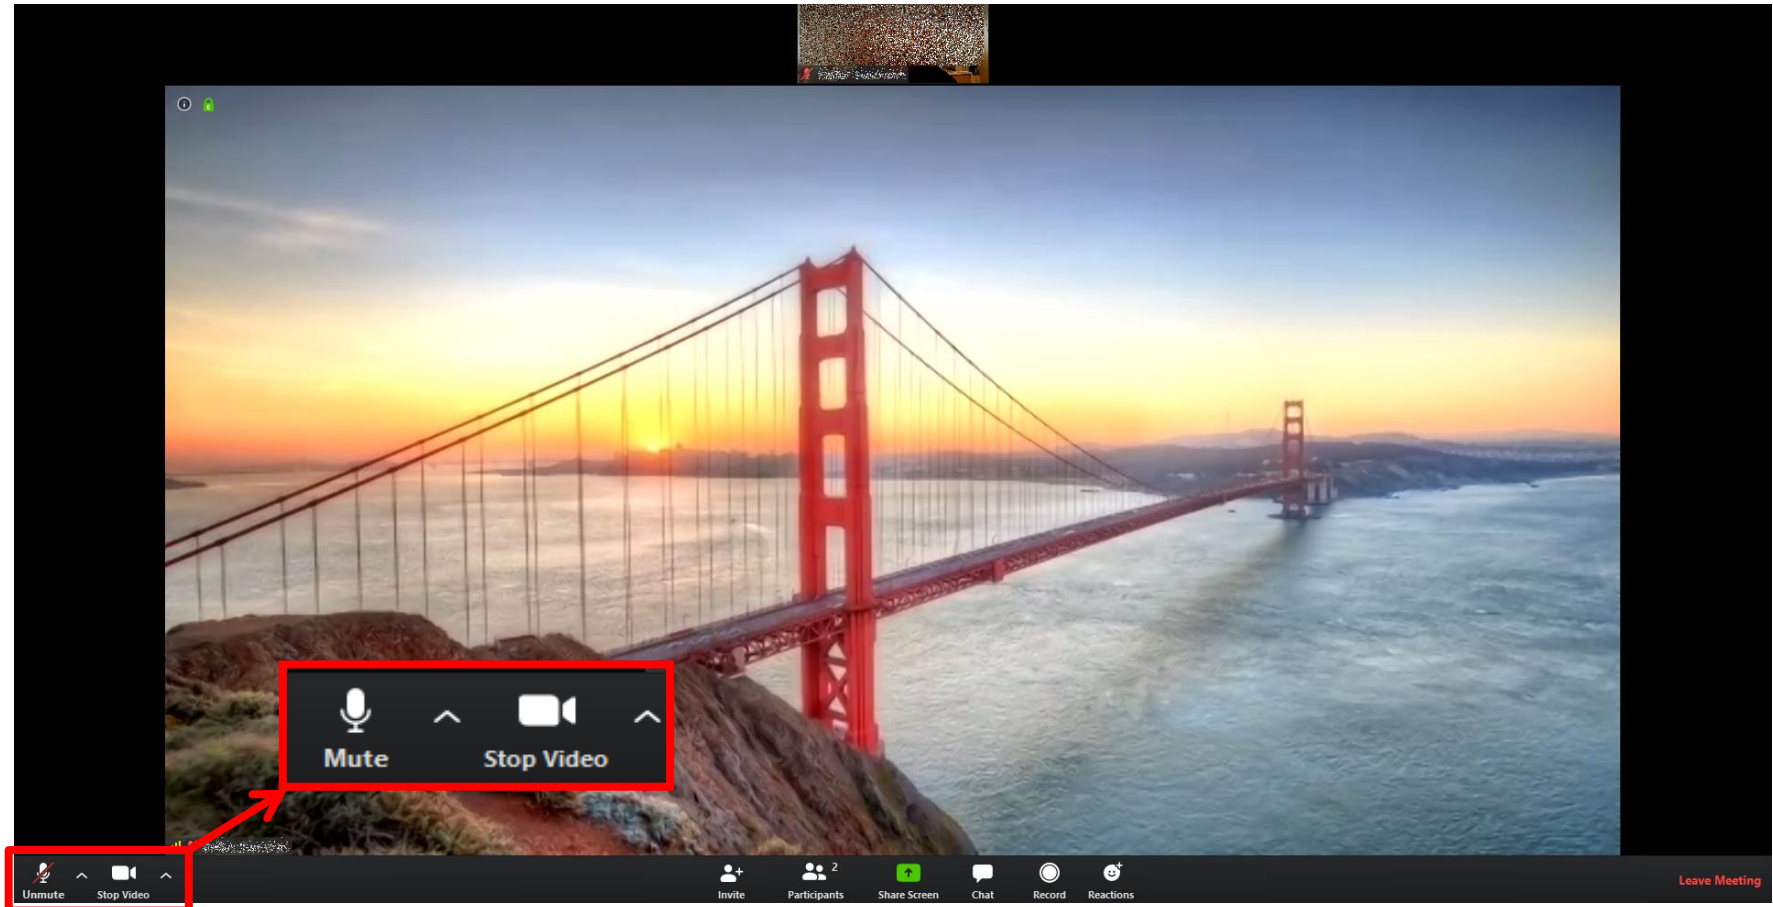 Mute
Stop Video
Unmute
Stop Video
Invite
Participants 2
Share Screen
Chat
Record
Reactions
Leave Meeting